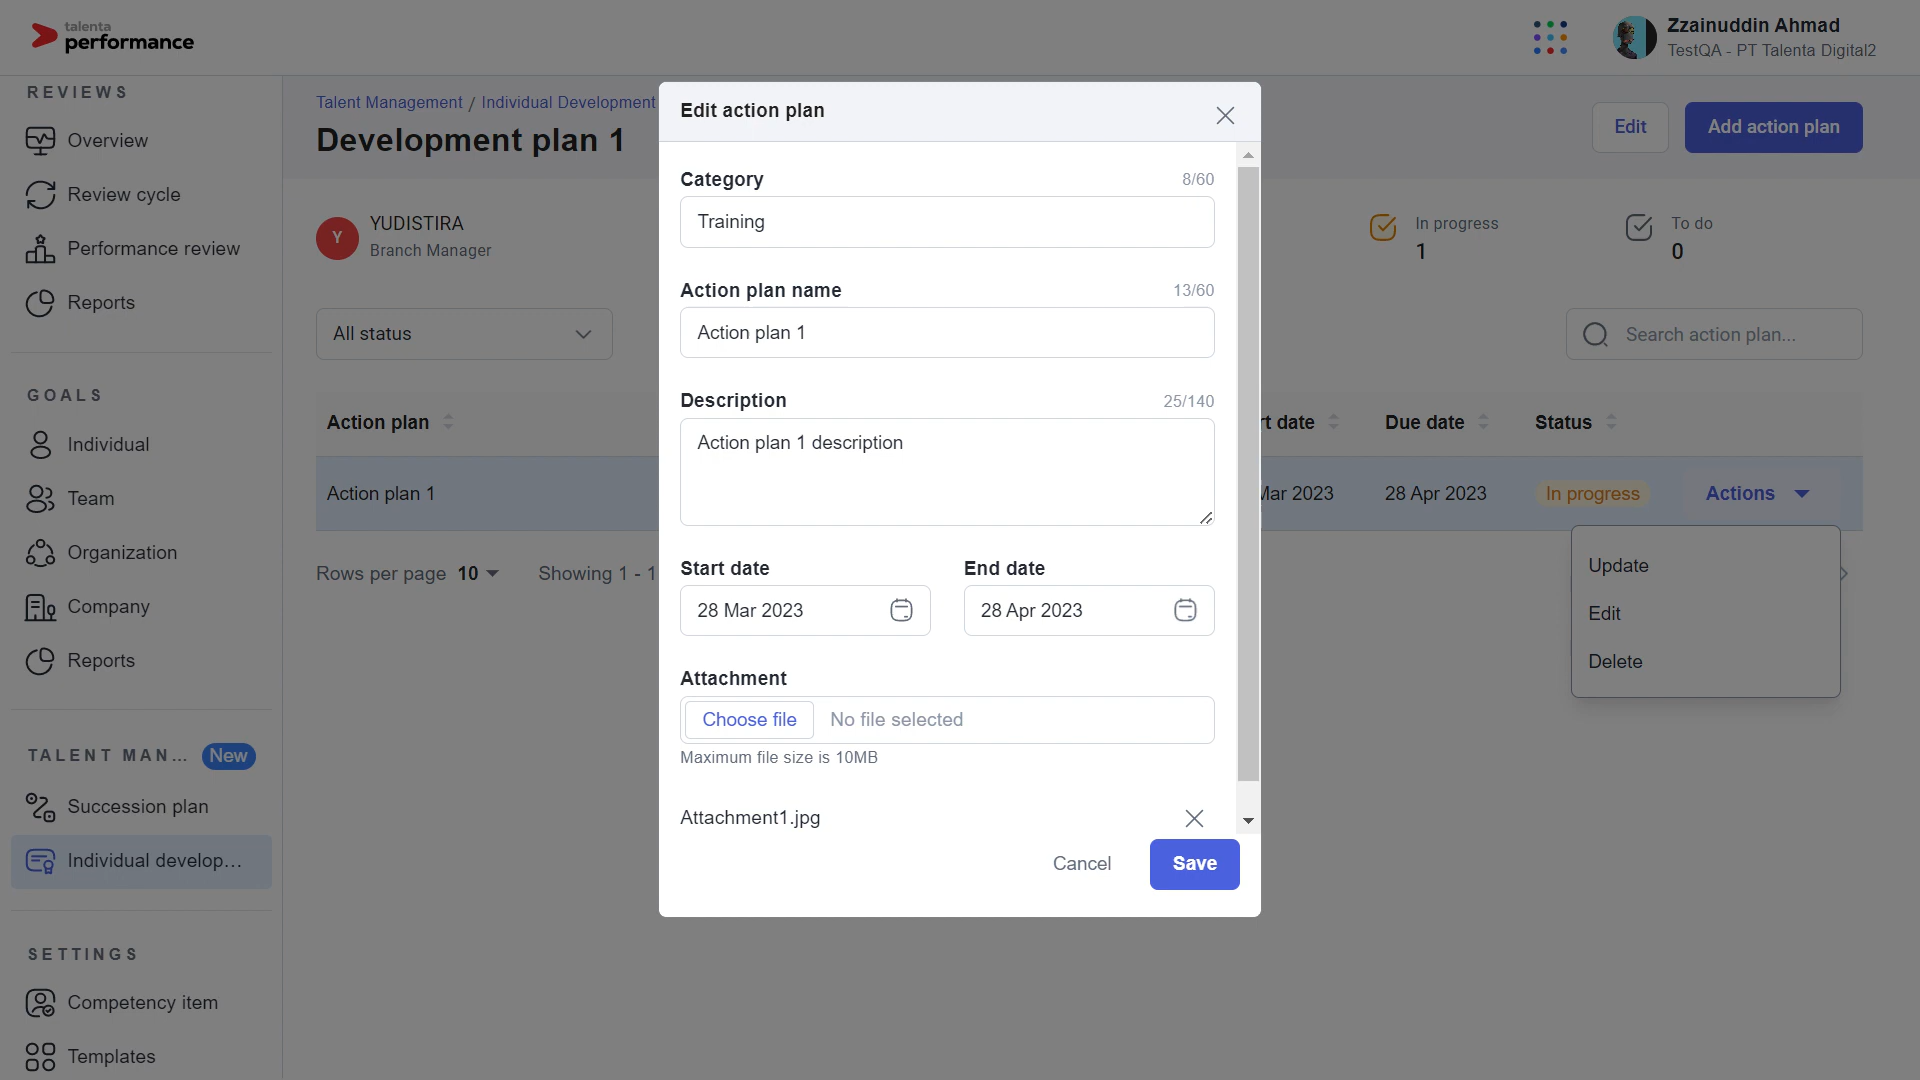 talenta
performance
Zzainuddin Ahmad
TestQA - PT Talenta Digital2
REVIEWS
Overview
Review cycle
Performance review
Reports
GOALS
Individual
Team
Organization
Company
Reports
TALENT MAN... New
Succession plan
Individual develop...
SETTINGS
Competency item
Templates
Talent Management / Individual Development
Development plan 1
Edit
Add action plan
Y
YUDISTIRA
Branch Manager
In progress
1
To do
0
All status
Search action plan...
Action plan
rt date
Due date
Status
Action plan 1
Mar 2023
28 Apr 2023
In progress
Actions
Rows per page 10
Showing 1 - 1
Update
Edit
Delete
Edit action plan
Category 8/60
Training
Action plan name 13/60
Action plan 1
Description 25/140
Action plan 1 description
Start date
End date
28 Mar 2023
28 Apr 2023
Attachment
Choose file No file selected
Maximum file size is 10MB
Attachment1.jpg
Cancel
Save